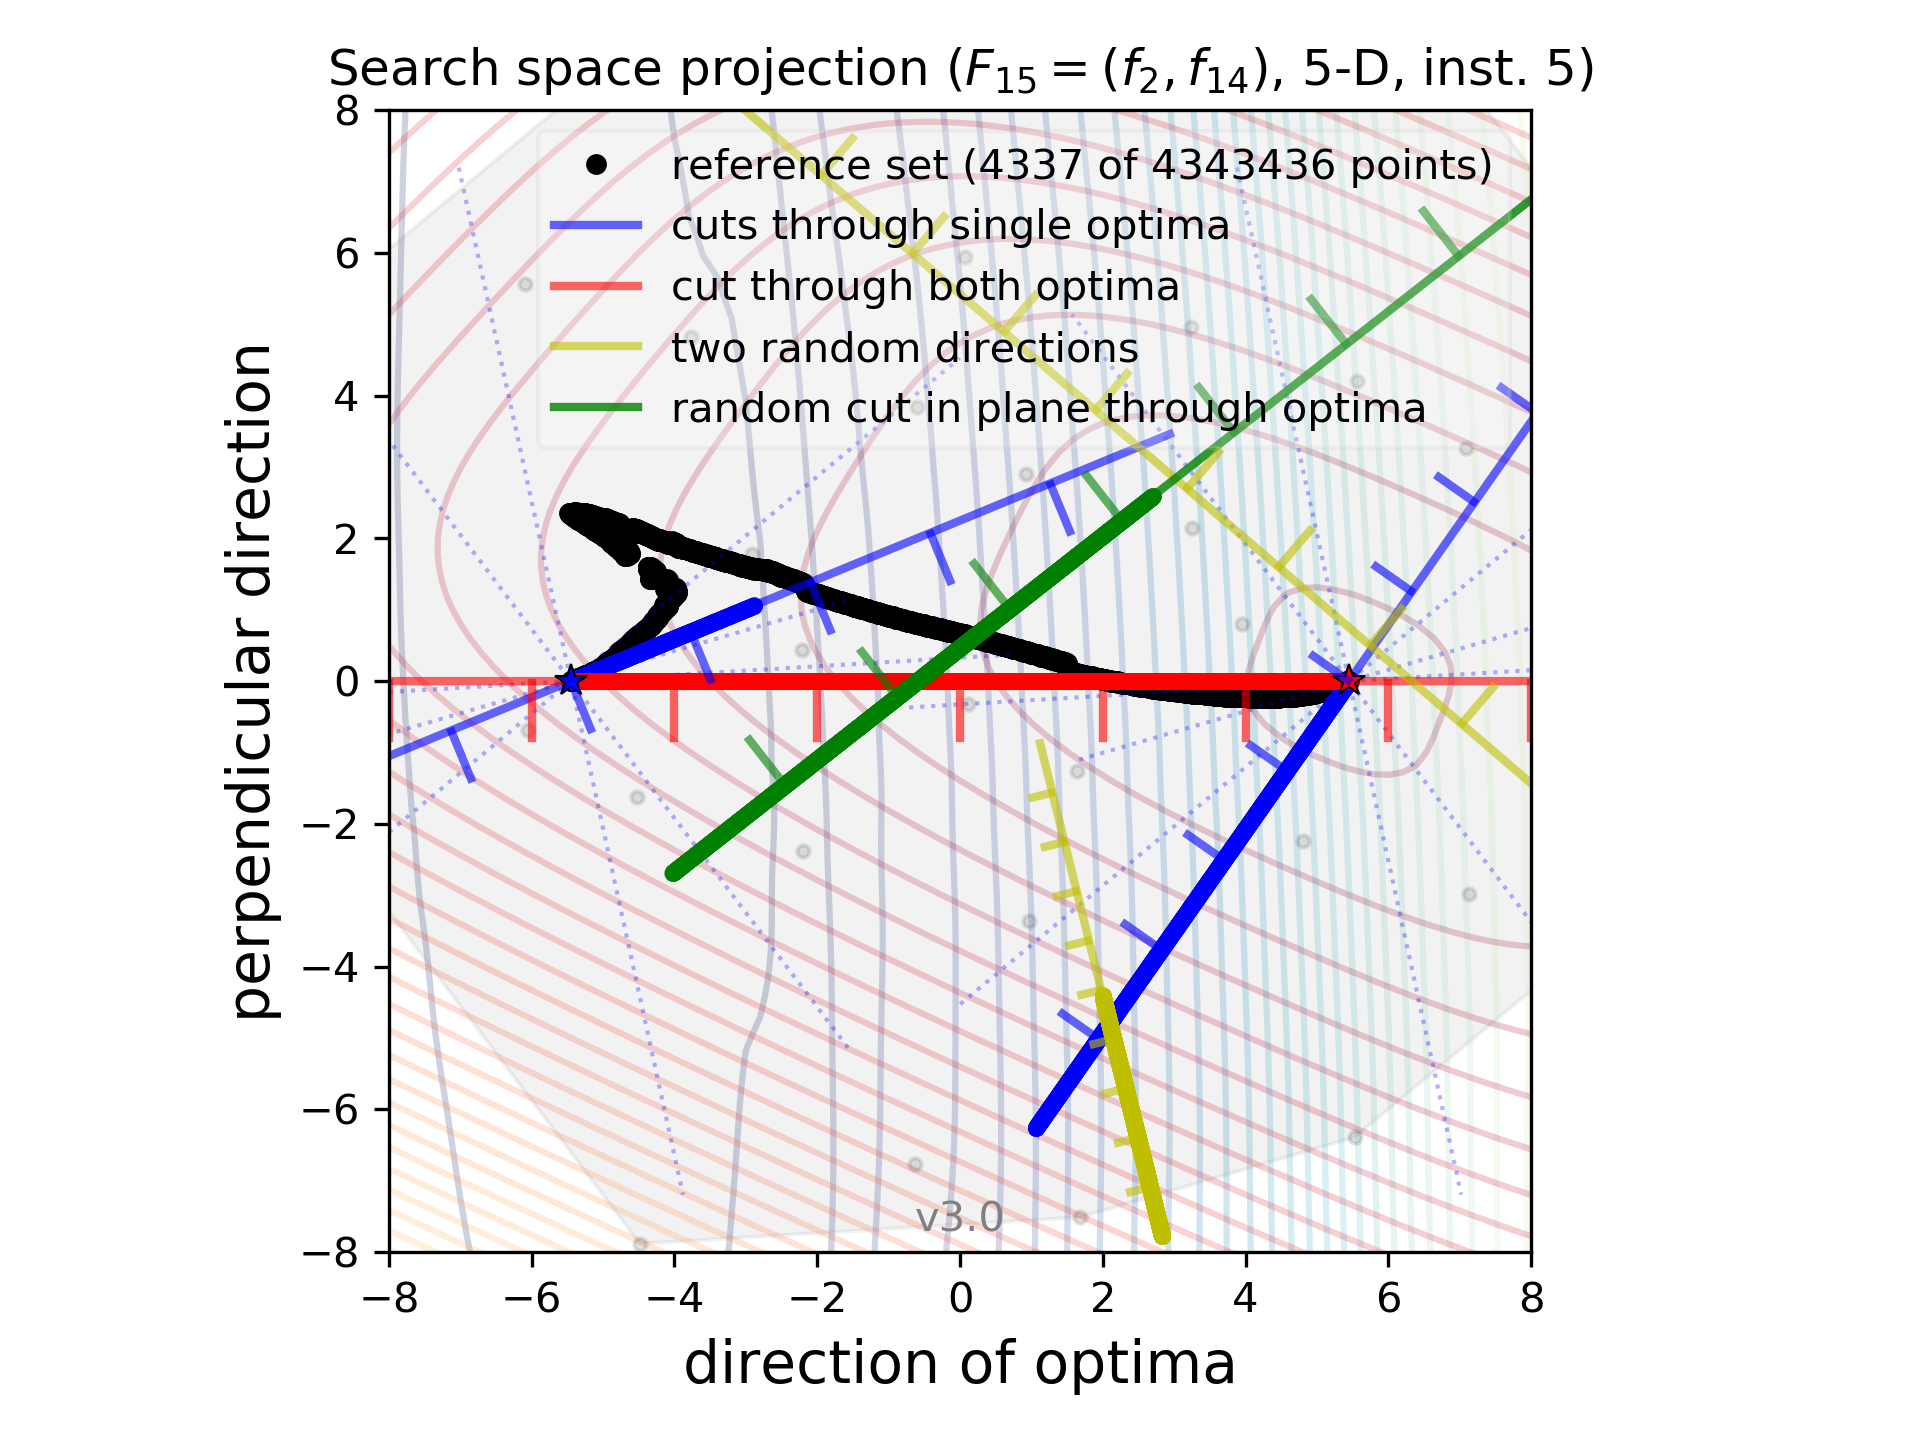 Search space projection (F₁₅ = (f₂, f₁₄), 5-D, inst. 5)
reference set (4337 of 4343436 points)
cuts through single optima
cut through both optima
two random directions
random cut in plane through optima
perpendicular direction
8
6
4
2
0
−2
−4
−6
−8
v3.0
−8 −6 −4 −2 0 2 4 6 8
direction of optima